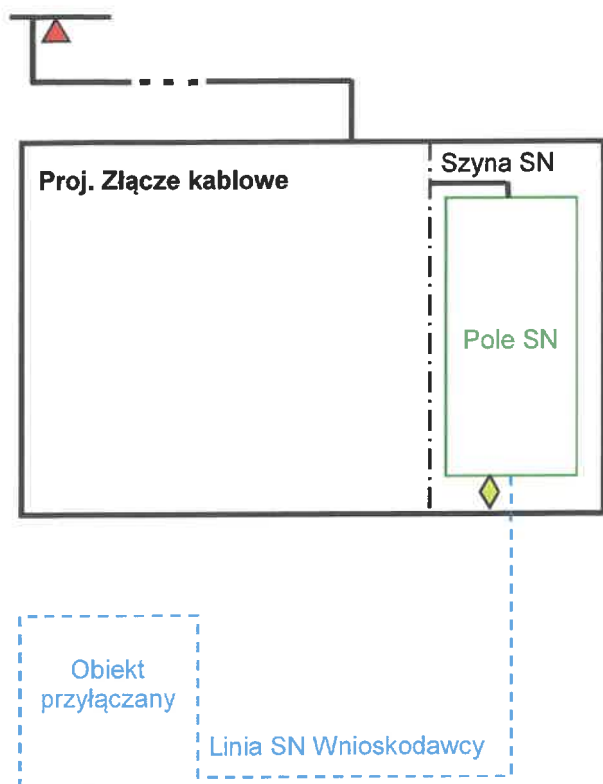 Szyna SN
Proj. Złącze kablowe
Pole SN
Obiekt
przyłączany
Linia SN Wnioskodawcy